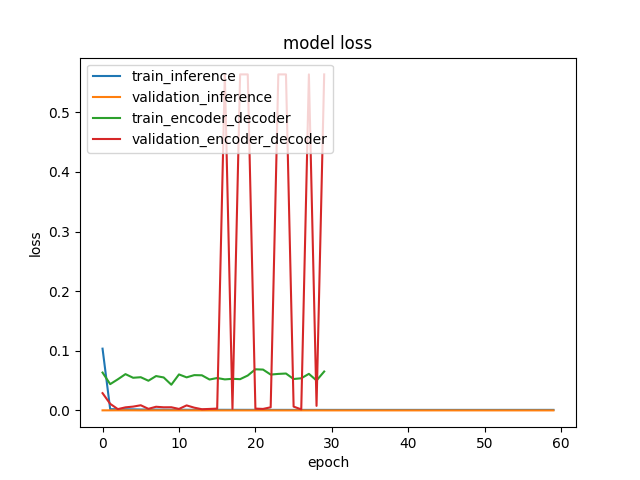 model loss
train_inference
validation_inference
train_encoder_decoder
validation_encoder_decoder
0.5
0.4
0.3
0.2
0.1
0.0
loss
0 10 20 30 40 50 60
epoch